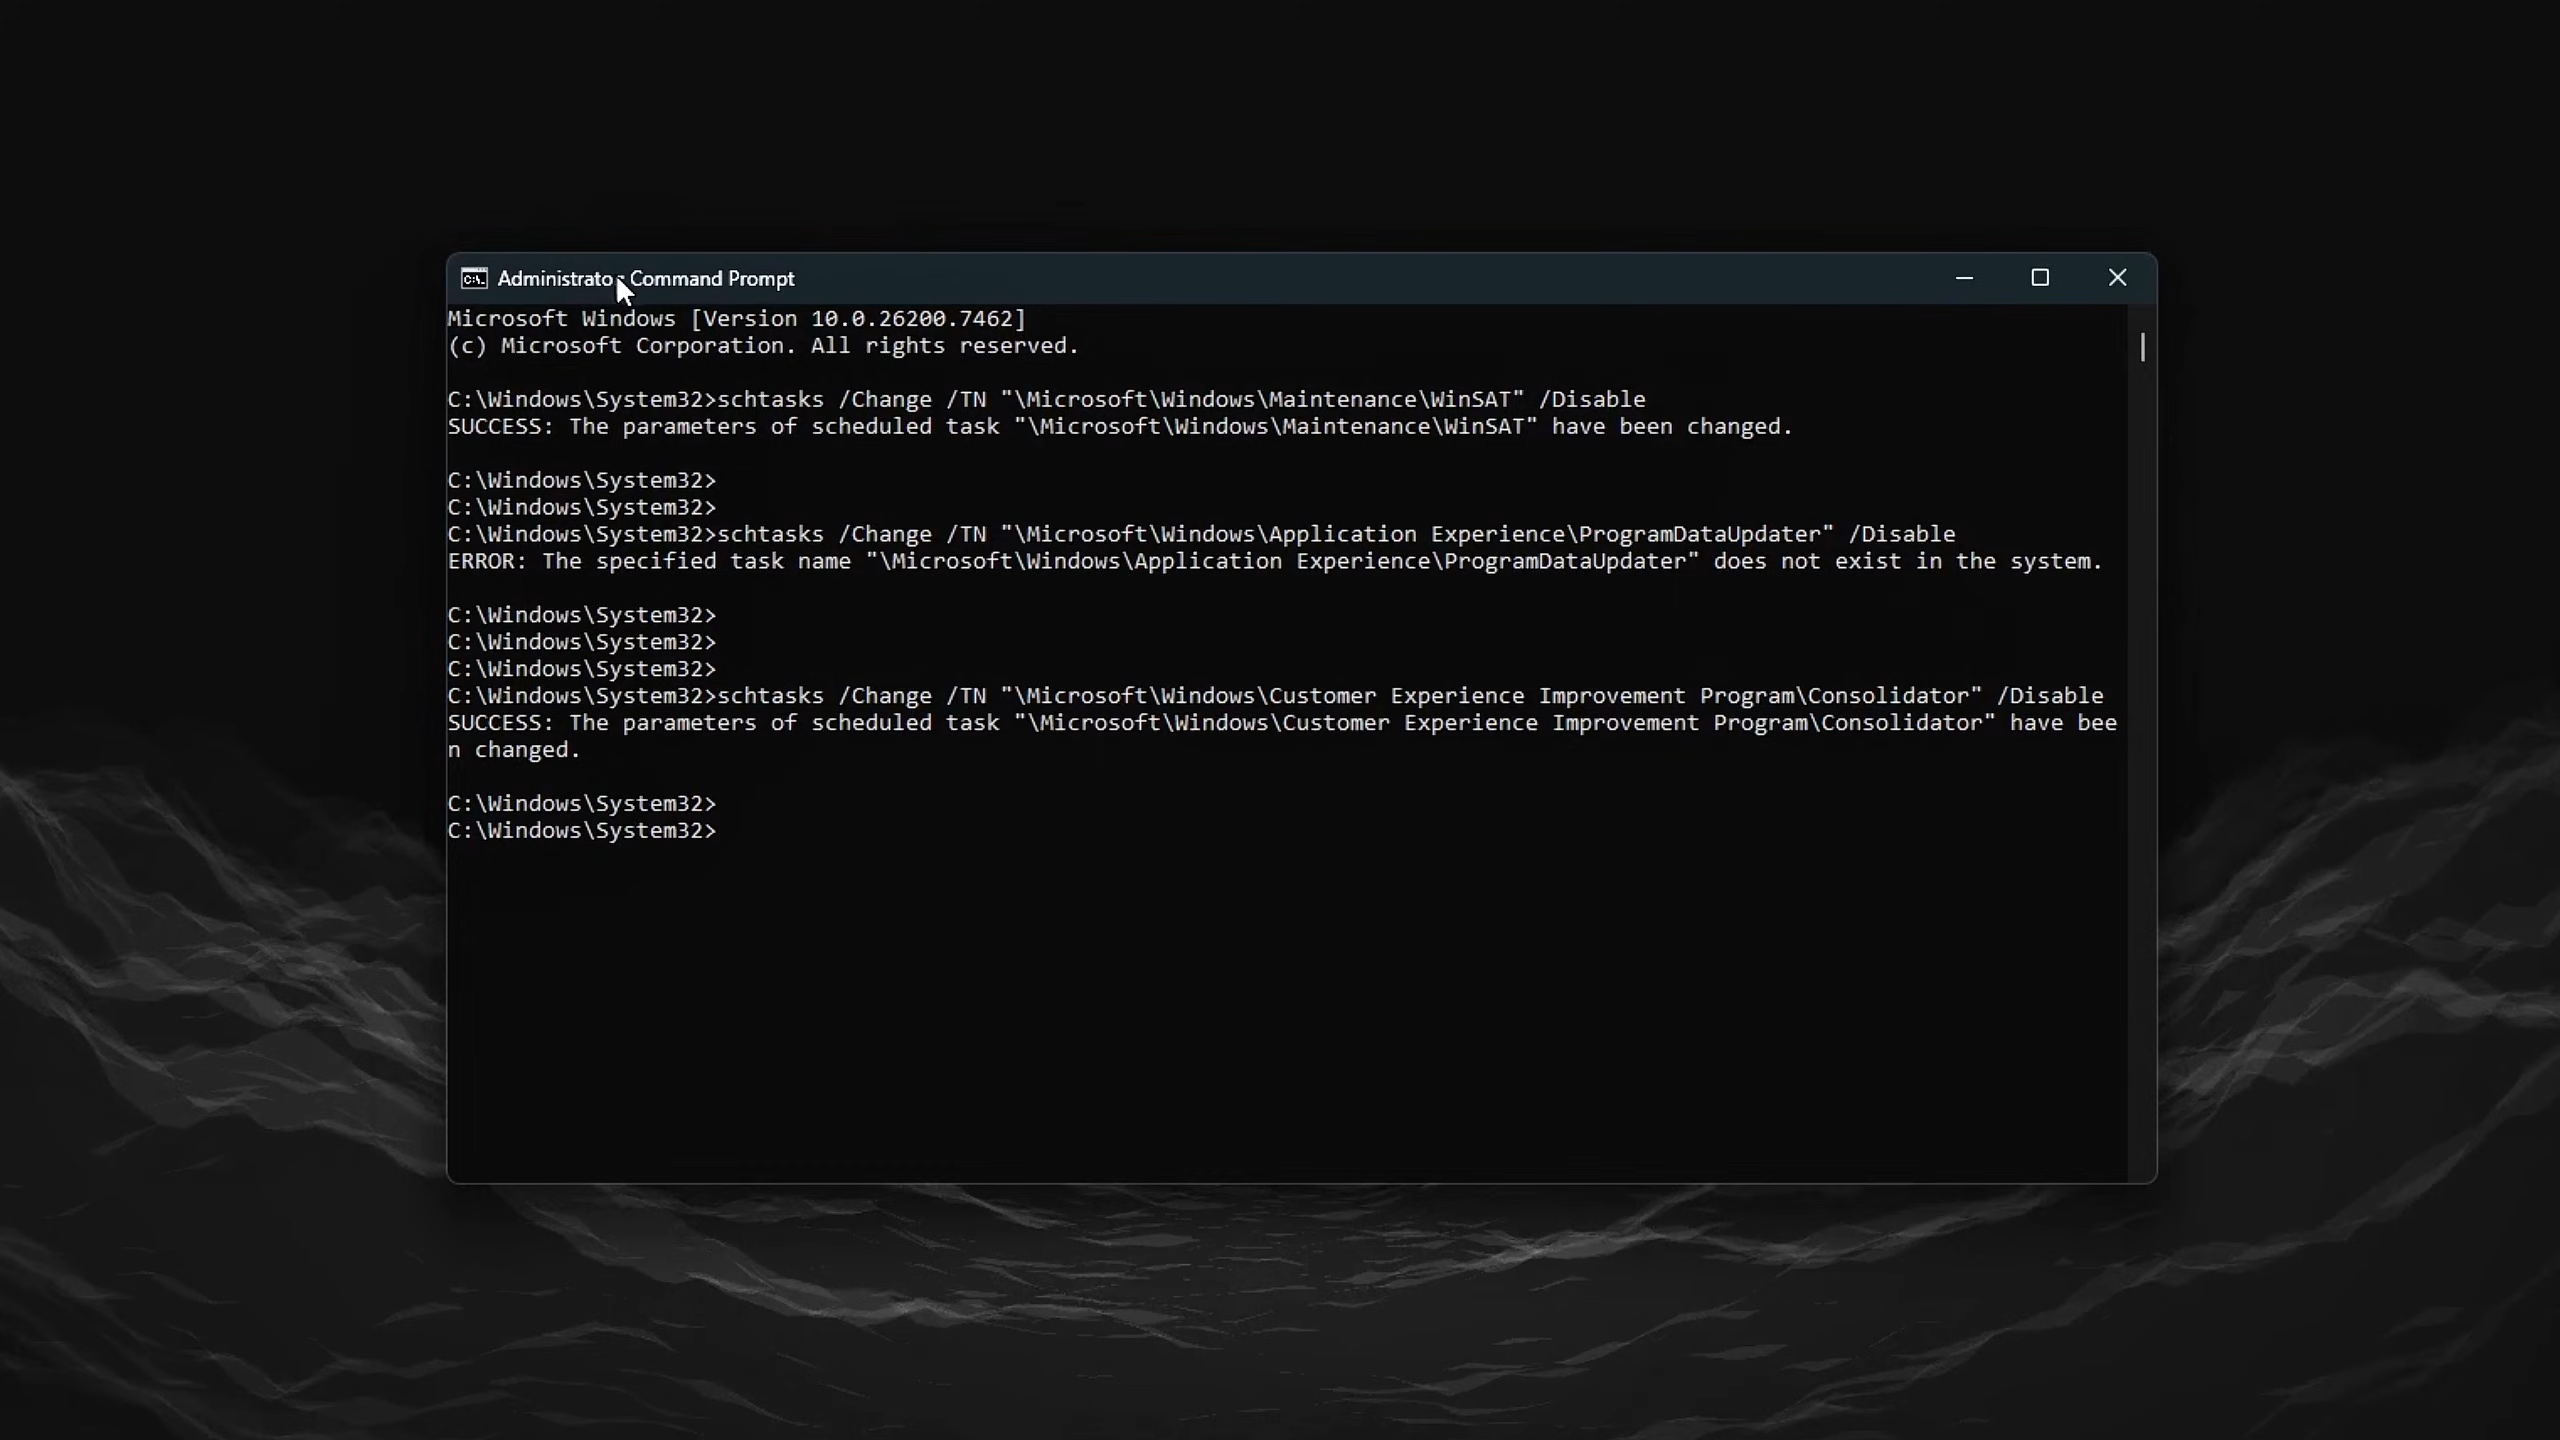 Administrator: Command Prompt
Microsoft Windows [Version 10.0.26200.7462]
(c) Microsoft Corporation. All rights reserved.
C:\Windows\System32>schtasks /Change /TN "\Microsoft\Windows\Maintenance\WinSAT" /Disable
SUCCESS: The parameters of scheduled task "\Microsoft\Windows\Maintenance\WinSAT" have been changed.
C:\Windows\System32>
C:\Windows\System32>
C:\Windows\System32>schtasks /Change /TN "\Microsoft\Windows\Application Experience\ProgramDataUpdater" /Disable
ERROR: The specified task name "\Microsoft\Windows\Application Experience\ProgramDataUpdater" does not exist in the system.
C:\Windows\System32>
C:\Windows\System32>
C:\Windows\System32>
C:\Windows\System32>schtasks /Change /TN "\Microsoft\Windows\Customer Experience Improvement Program\Consolidator" /Disable
SUCCESS: The parameters of scheduled task "\Microsoft\Windows\Customer Experience Improvement Program\Consolidator" have bee
n changed.
C:\Windows\System32>
C:\Windows\System32>